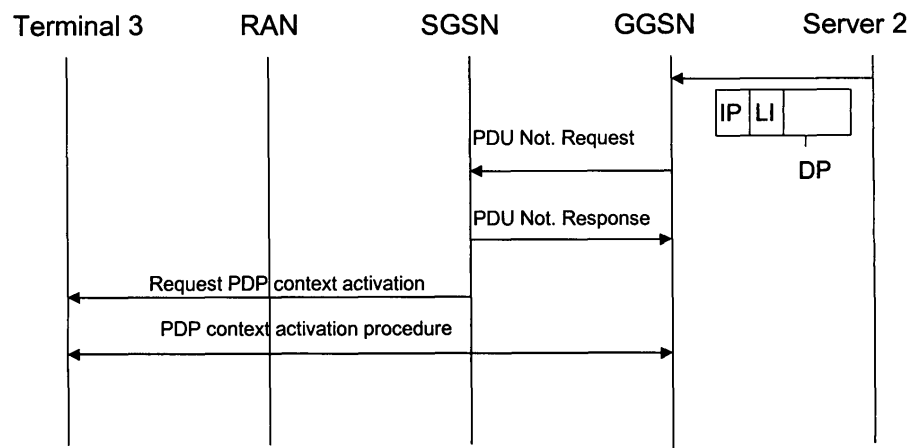 Terminal 3 RAN SGSN GGSN Server 2
IP LI
DP
PDU Not. Request
PDU Not. Response
Request PDP context activation
PDP context activation procedure